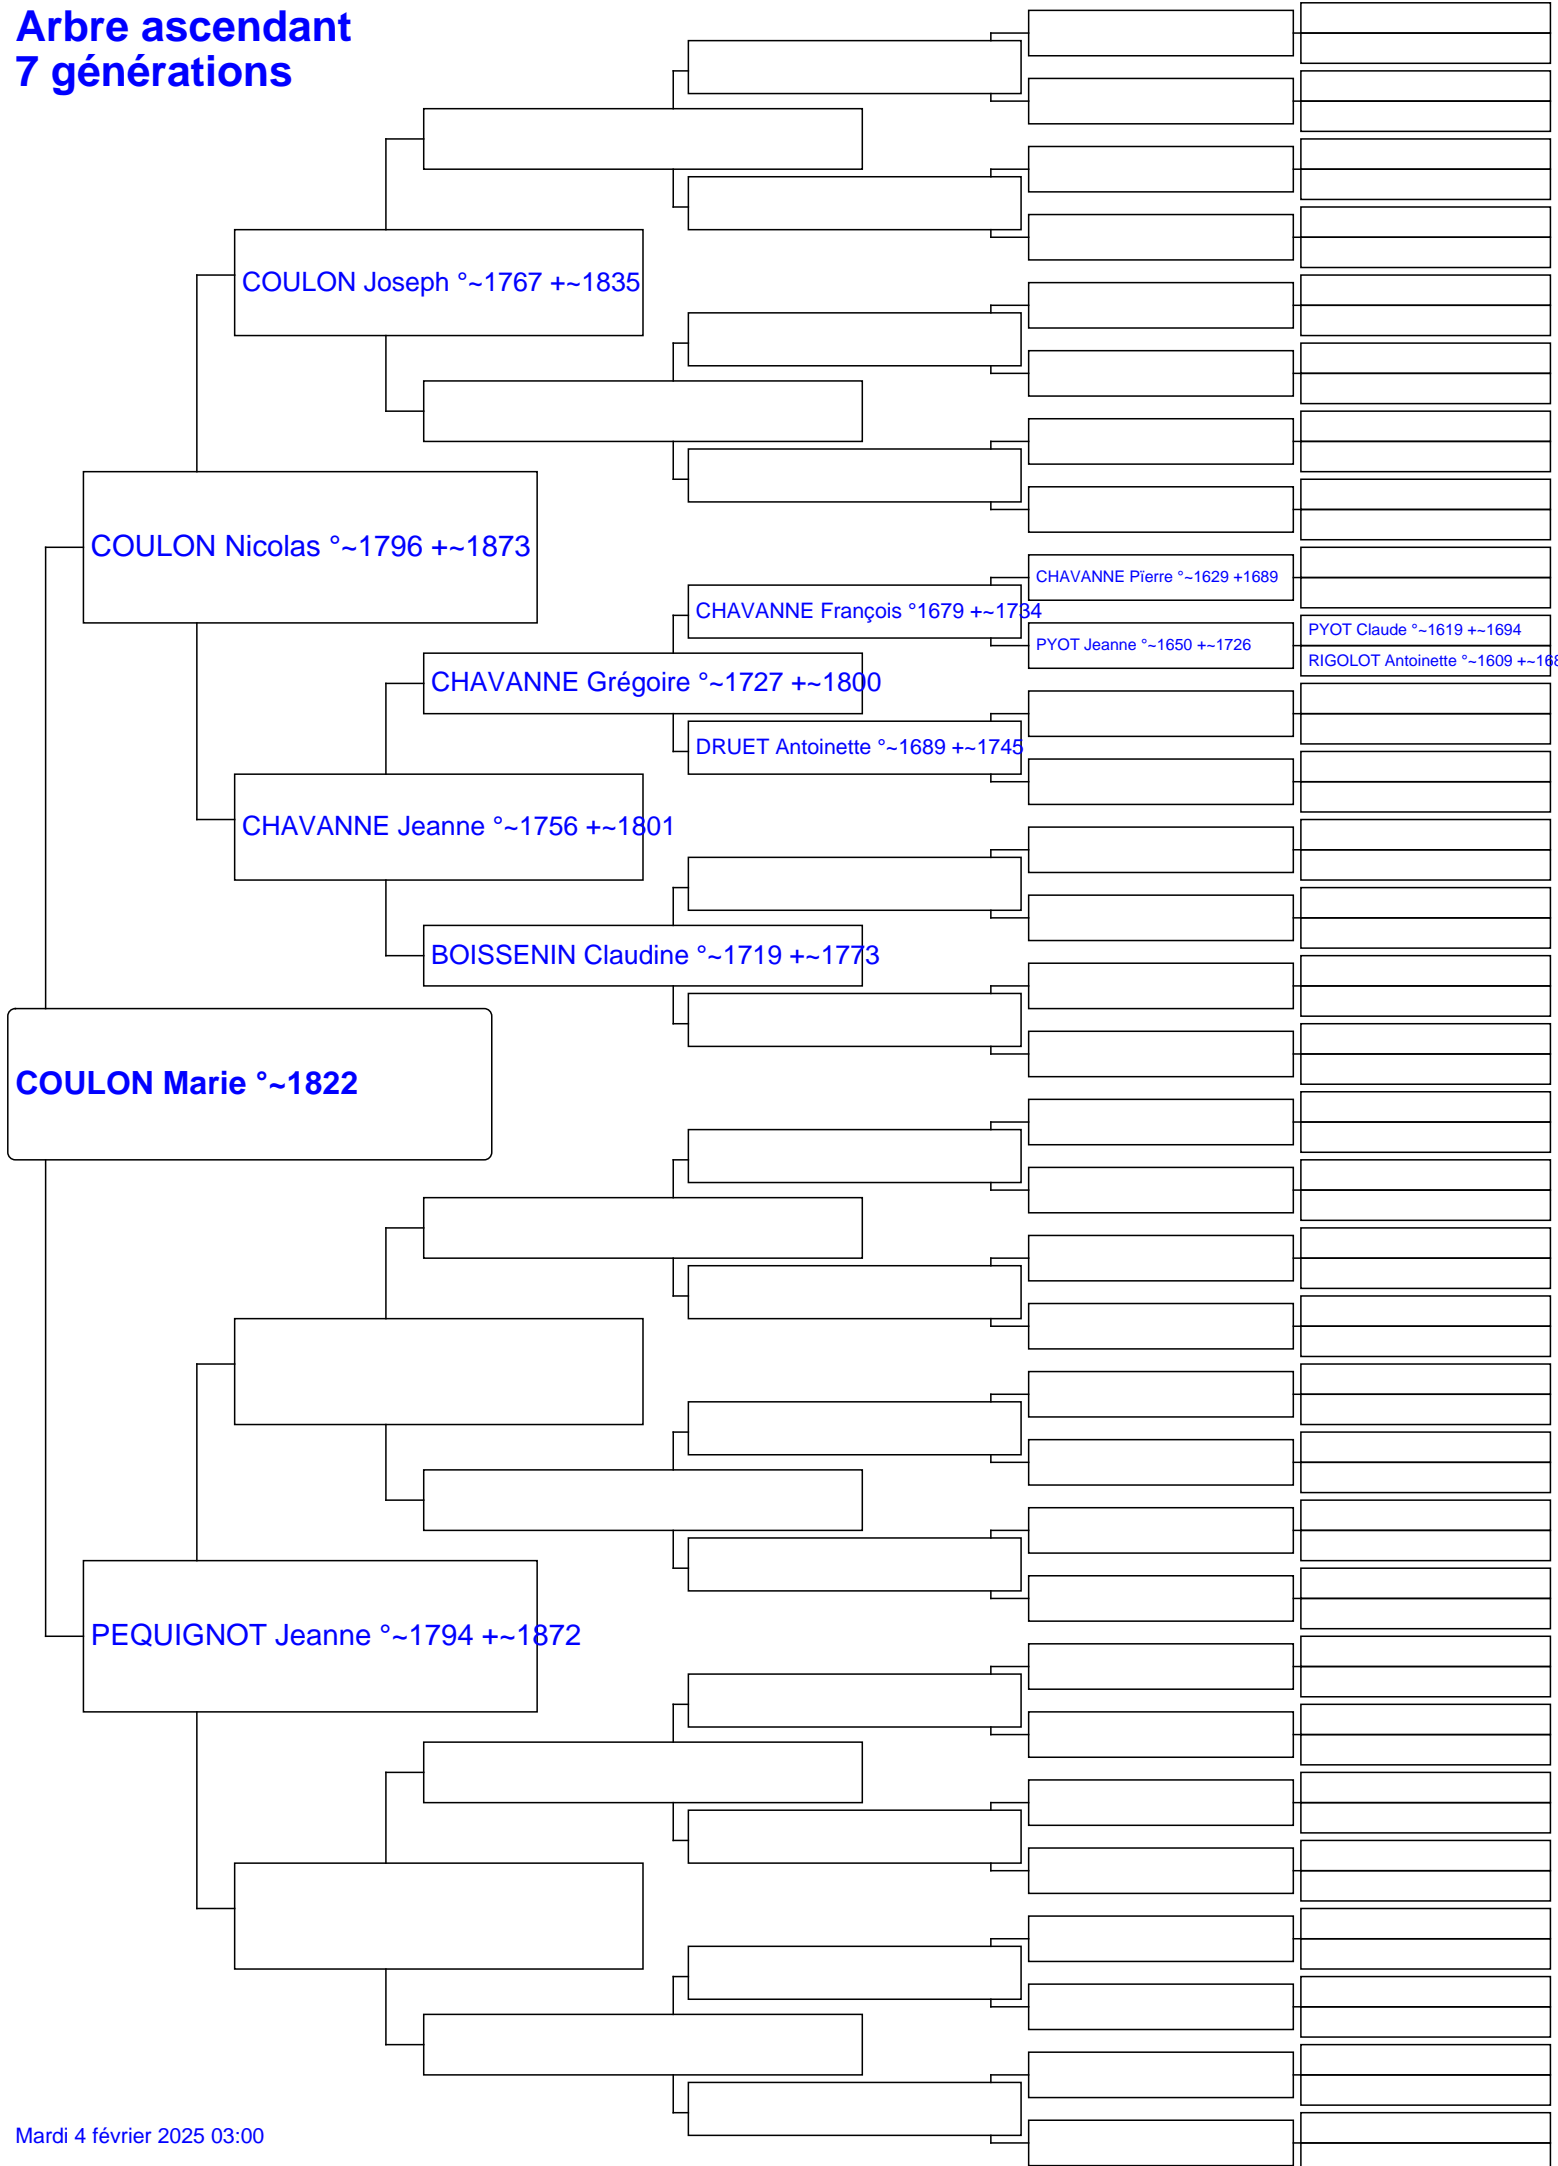 Arbre ascendant
7 générations
COULON Joseph °~1767 +~1835
COULON Nicolas °~1796 +~1873
CHAVANNE Pïerre °~1629 +1689
CHAVANNE François °1679 +~1734
PYOT Claude °~1619 +~1694
PYOT Jeanne °~1650 +~1726
RIGOLOT Antoinette °~1609 +~168
CHAVANNE Grégoire °~1727 +~1800
DRUET Antoinette °~1689 +~1745
CHAVANNE Jeanne °~1756 +~1801
BOISSENIN Claudine °~1719 +~1773
COULON Marie °~1822
PEQUIGNOT Jeanne °~1794 +~1872
Mardi 4 février 2025 03:00